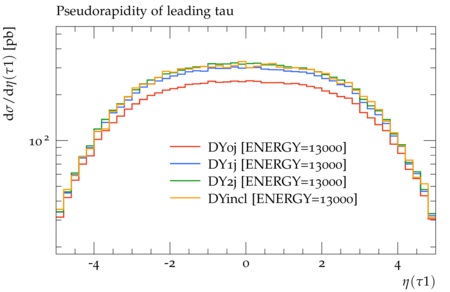 Pseudorapidity of leading tau
dσ/dη(τ1) [pb]
10²
DY0j [ENERGY=13000]
DY1j [ENERGY=13000]
DY2j [ENERGY=13000]
DYincl [ENERGY=13000]
-4 -2 0 2 4
η(τ1)